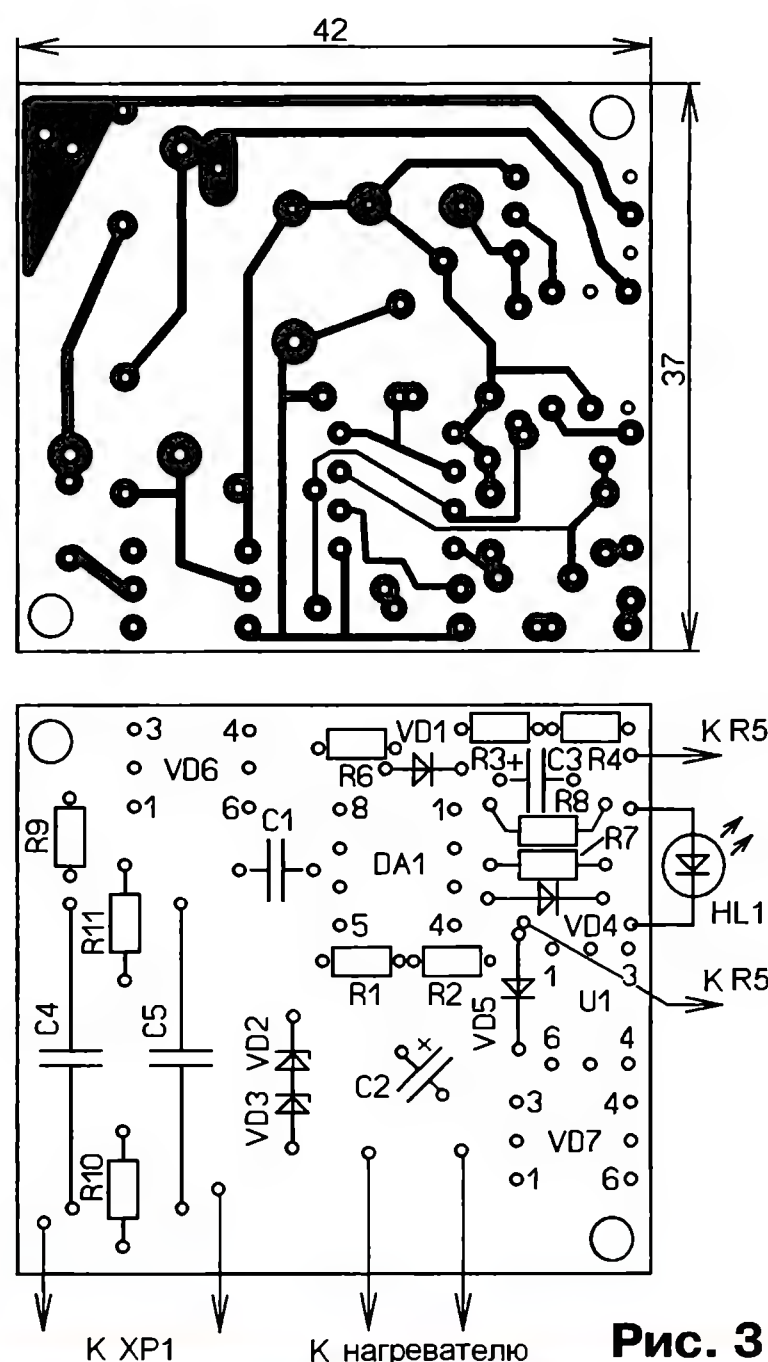 42
37
3 4 VD1 К R5
VD6 R3 + C3 R4
R6 R8
1 6 C1 8 1 R7
R9 DA1
HL1
R11 5 4 VD4
R1 R2 1 3 К R5
C4 C5 VD2 VD5 U1
6 4
C2 х
VD3 3 4
VD7
R10 1 6
К XP1 К нагревателю Рис. 3